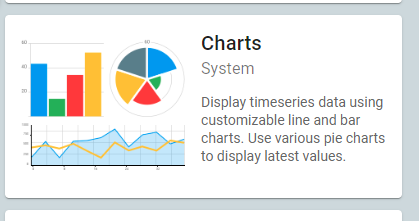 Charts
System
Display timeseries data using
customizable line and bar
charts. Use various pie charts
to display latest values.